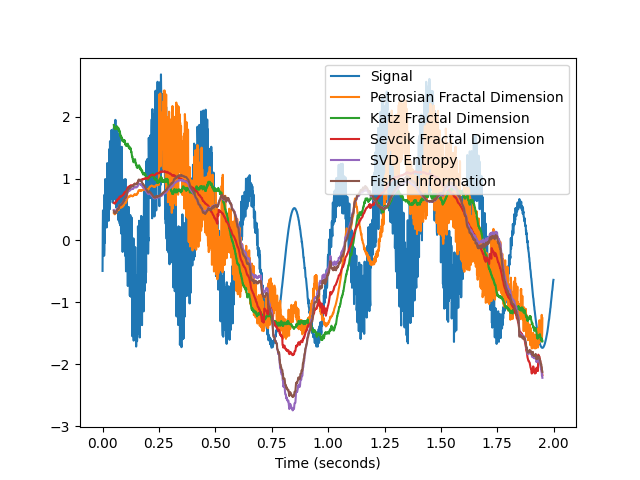 Signal
Petrosian Fractal Dimension
Katz Fractal Dimension
Sevcik Fractal Dimension
SVD Entropy
Fisher Information
2
1
0
−1
−2
−3
0.00 0.25 0.50 0.75 1.00 1.25 1.50 1.75 2.00
Time (seconds)